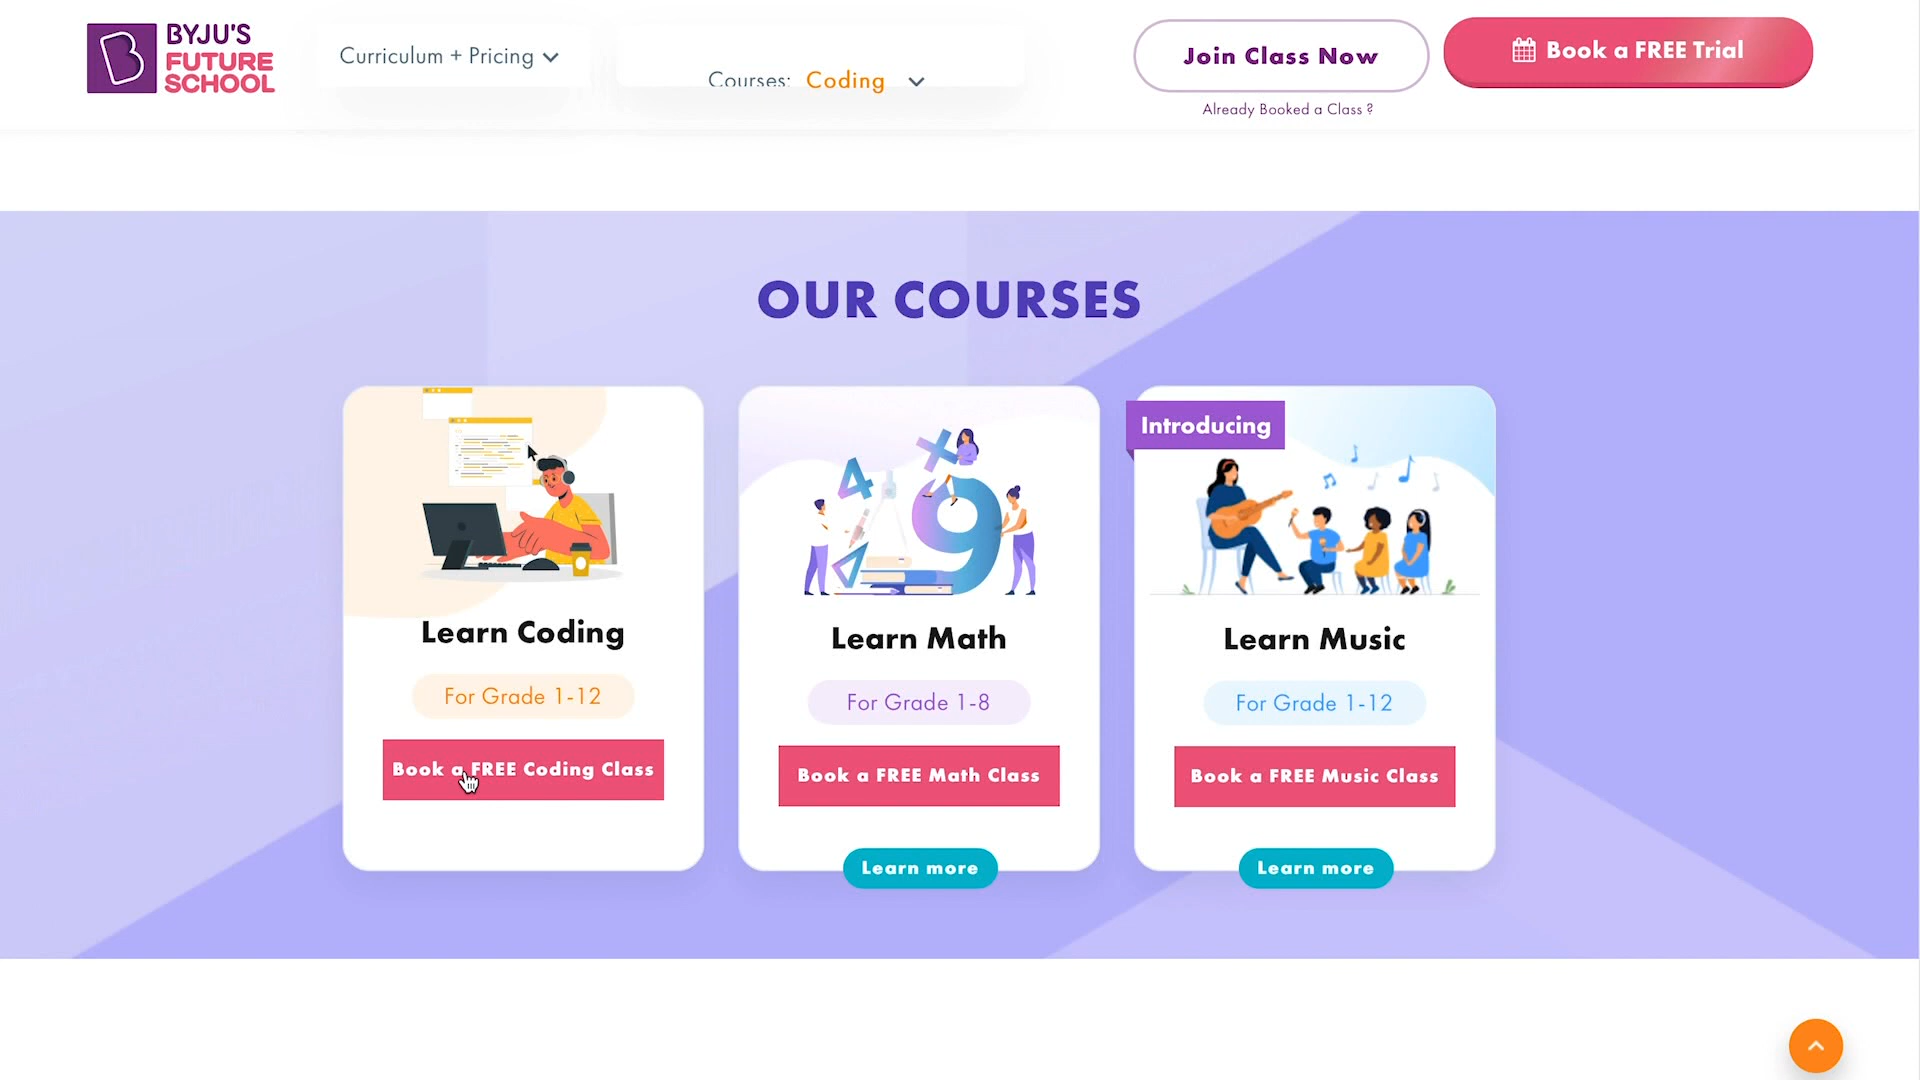 BYJU'S
FUTURE
SCHOOL
Curriculum + Pricing
Courses: Coding
Join Class Now
Already Booked a Class ?
Book a FREE Trial
OUR COURSES
Learn Coding
For Grade 1-12
Book a FREE Coding Class
Learn Math
For Grade 1-8
Book a FREE Math Class
Learn more
Introducing
Learn Music
For Grade 1-12
Book a FREE Music Class
Learn more